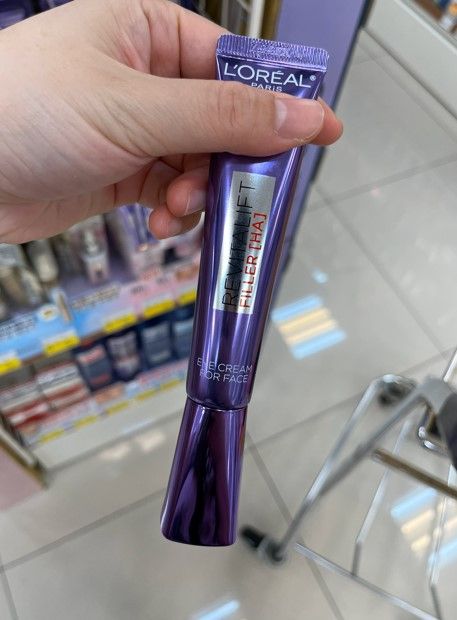 L'ORÉAL®
PARIS
REVITALIFT
FILLER [HA]
EYE CREAM
FOR FACE